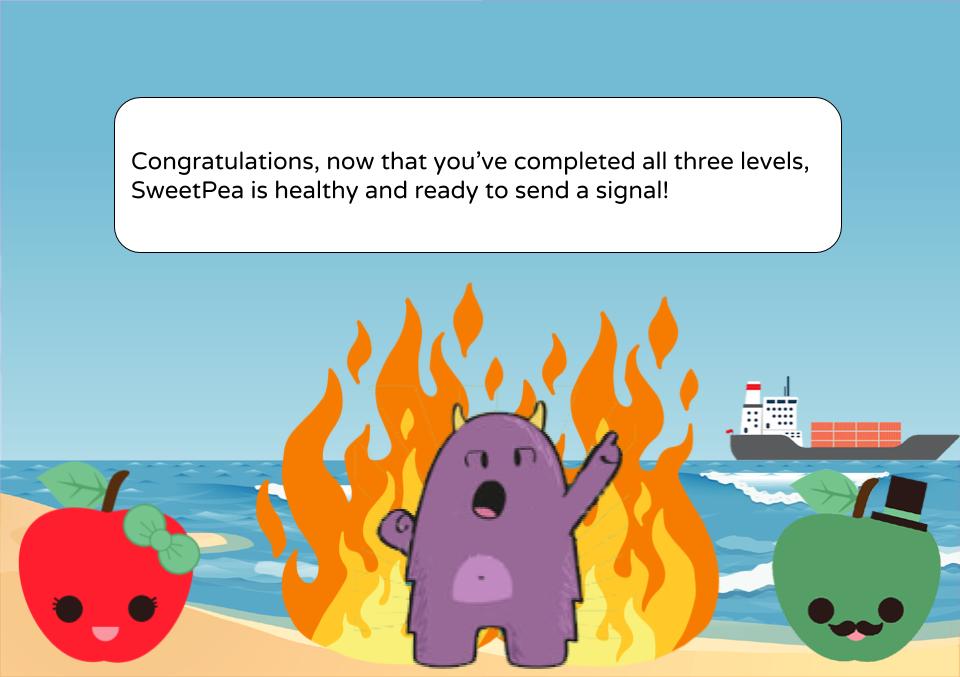 Congratulations, now that you’ve completed all three levels,
SweetPea is healthy and ready to send a signal!